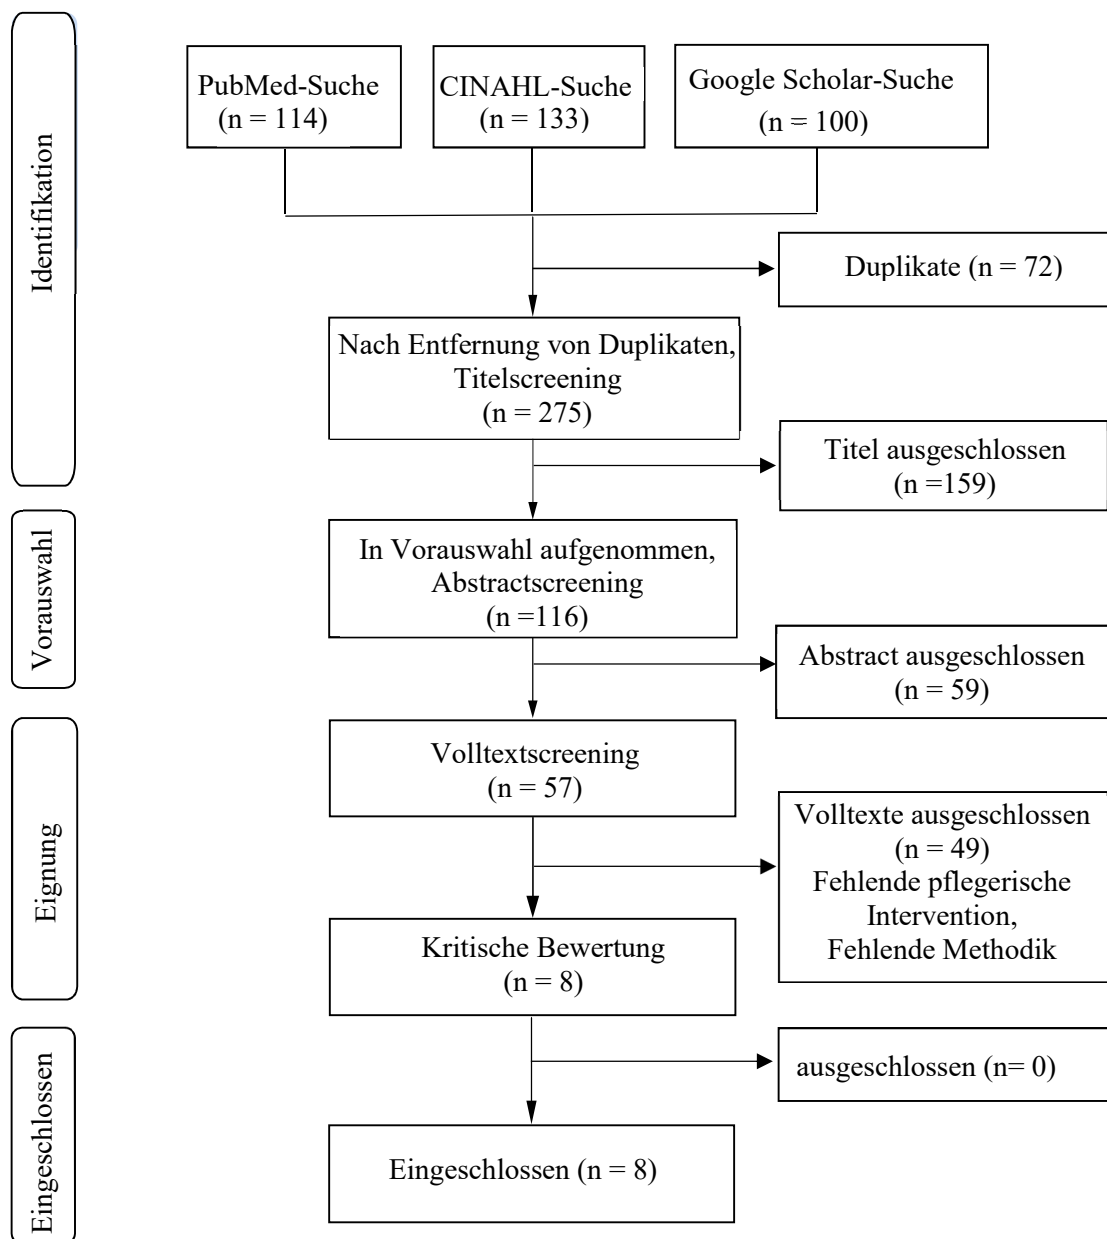 Identifikation
PubMed-Suche
(n = 114)
CINAHL-Suche
(n = 133)
Google Scholar-Suche
(n = 100)
Duplikate (n = 72)
Nach Entfernung von Duplikaten,
Titelscreening
(n = 275)
Titel ausgeschlossen
(n =159)
Vorauswahl
In Vorauswahl aufgenommen,
Abstractscreening
(n =116)
Abstract ausgeschlossen
(n = 59)
Eignung
Volltextscreening
(n = 57)
Volltexte ausgeschlossen
(n = 49)
Fehlende pflegerische
Intervention,
Fehlende Methodik
Kritische Bewertung
(n = 8)
Eingeschlossen
ausgeschlossen (n= 0)
Eingeschlossen (n = 8)